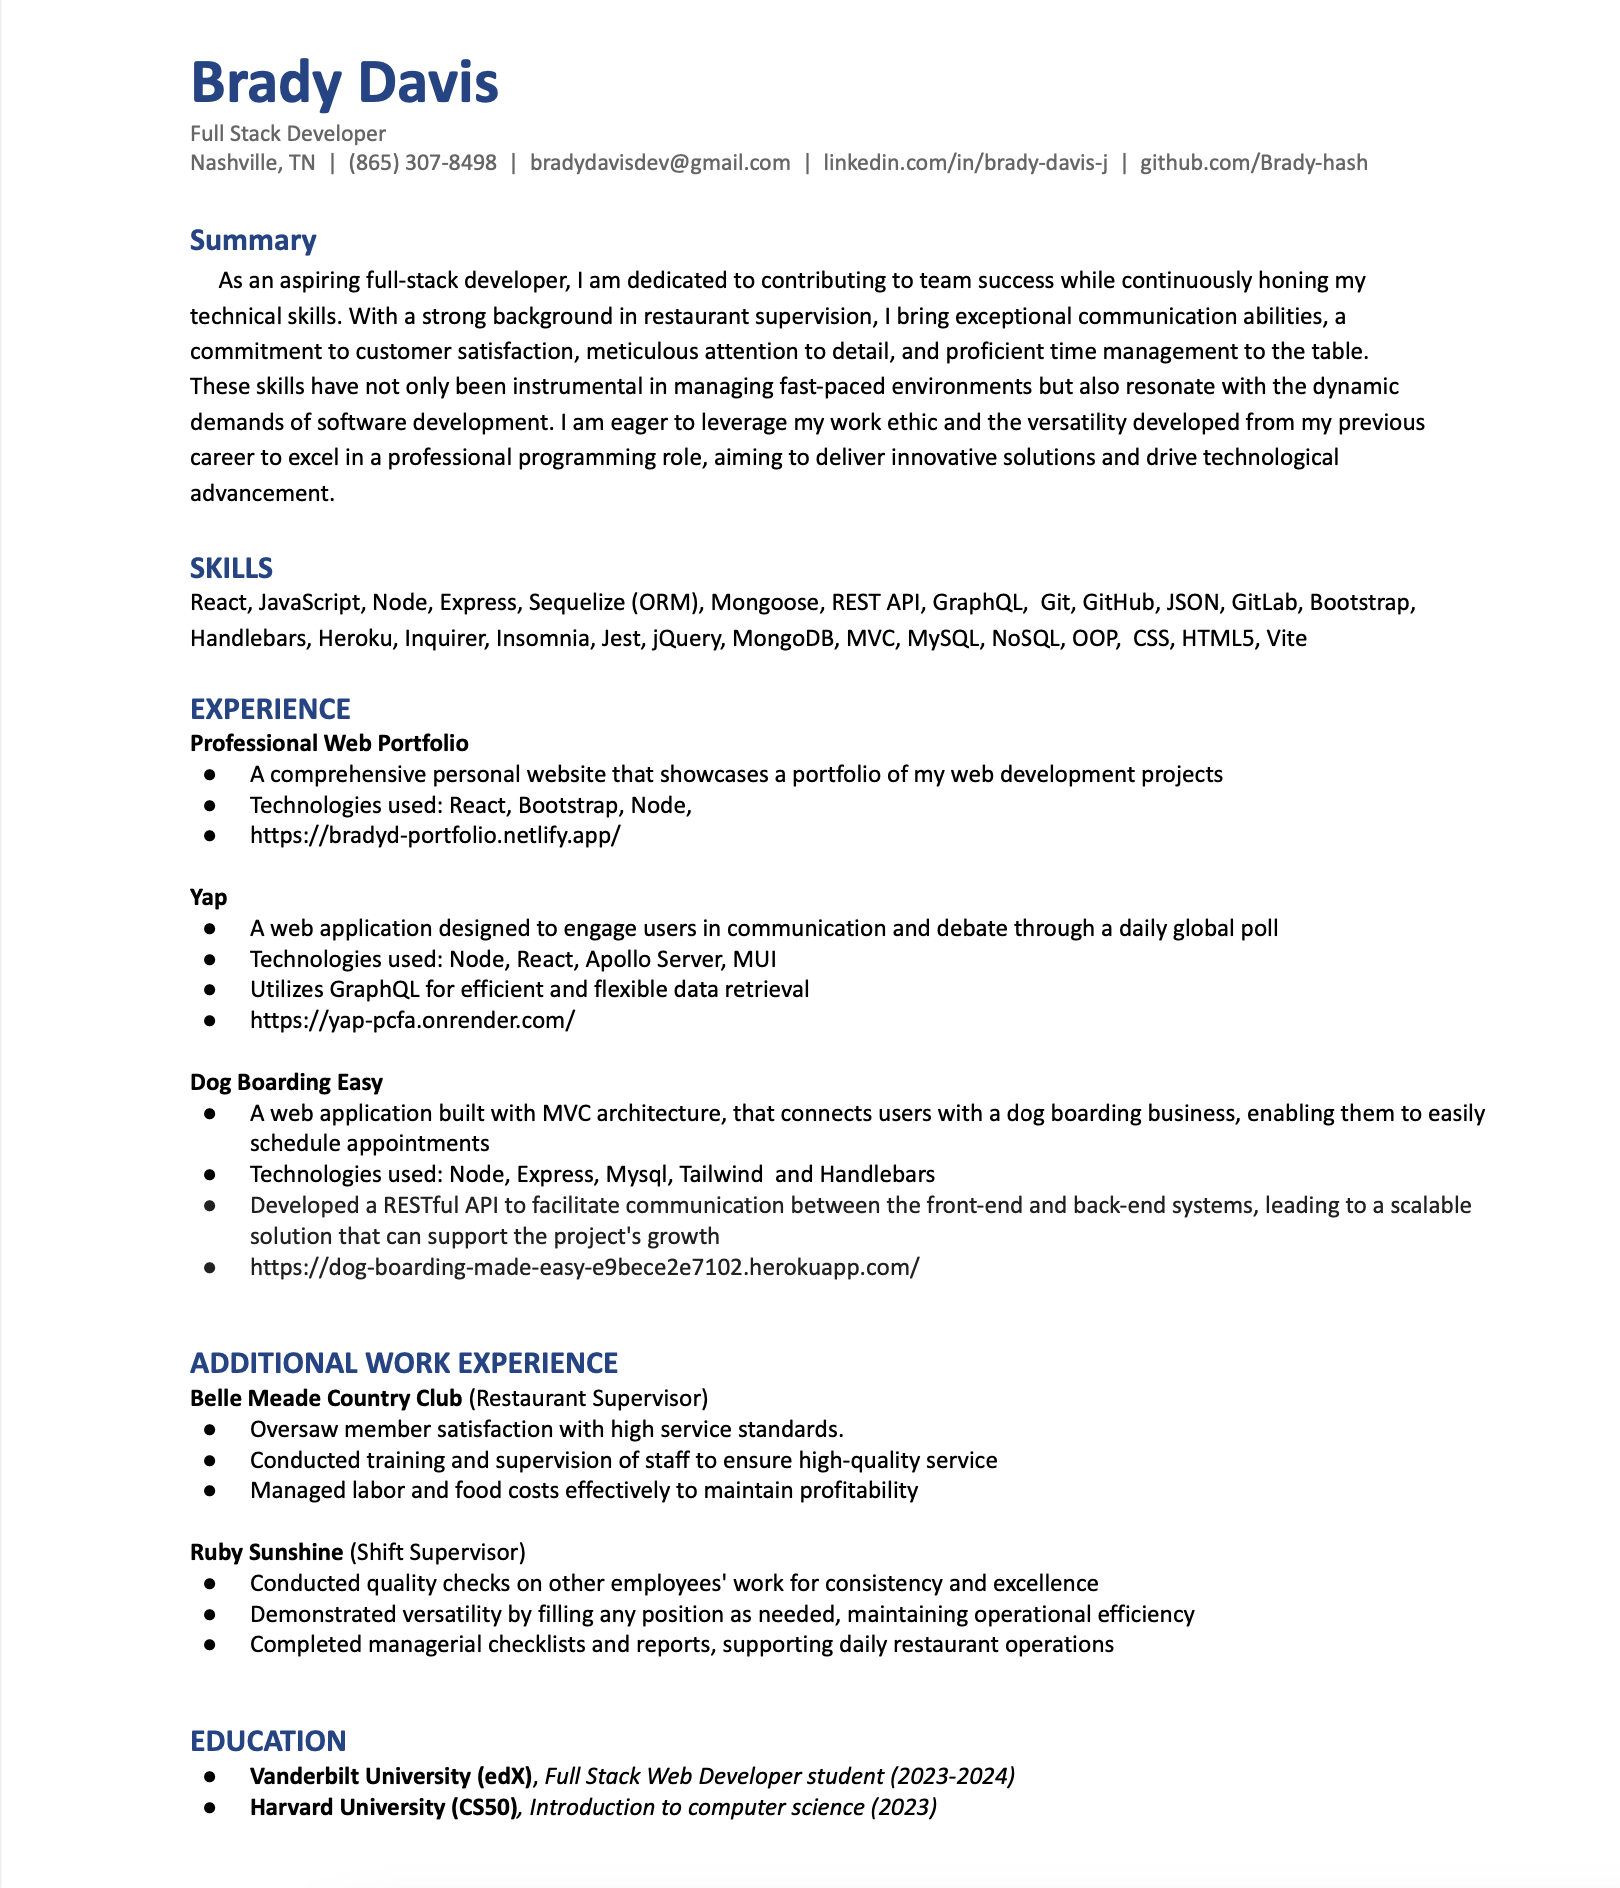 Brady Davis
Full Stack Developer
Nashville, TN | (865) 307-8498 | bradydavisdev@gmail.com | linkedin.com/in/brady-davis-j | github.com/Brady-hash
Summary
As an aspiring full-stack developer, I am dedicated to contributing to team success while continuously honing my
technical skills. With a strong background in restaurant supervision, I bring exceptional communication abilities, a
commitment to customer satisfaction, meticulous attention to detail, and proficient time management to the table.
These skills have not only been instrumental in managing fast-paced environments but also resonate with the dynamic
demands of software development. I am eager to leverage my work ethic and the versatility developed from my previous
career to excel in a professional programming role, aiming to deliver innovative solutions and drive technological
advancement.
SKILLS
React, JavaScript, Node, Express, Sequelize (ORM), Mongoose, REST API, GraphQL,  Git, GitHub, JSON, GitLab, Bootstrap,
Handlebars, Heroku, Inquirer, Insomnia, Jest, jQuery, MongoDB, MVC, MySQL, NoSQL, OOP,  CSS, HTML5, Vite
EXPERIENCE
Professional Web Portfolio
● A comprehensive personal website that showcases a portfolio of my web development projects
● Technologies used: React, Bootstrap, Node,
● https://bradyd-portfolio.netlify.app/
Yap
● A web application designed to engage users in communication and debate through a daily global poll
● Technologies used: Node, React, Apollo Server, MUI
● Utilizes GraphQL for efficient and flexible data retrieval
● https://yap-pcfa.onrender.com/
Dog Boarding Easy
● A web application built with MVC architecture, that connects users with a dog boarding business, enabling them to easily
schedule appointments
● Technologies used: Node, Express, Mysql, Tailwind  and Handlebars
● Developed a RESTful API to facilitate communication between the front-end and back-end systems, leading to a scalable
solution that can support the project's growth
● https://dog-boarding-made-easy-e9bece2e7102.herokuapp.com/
ADDITIONAL WORK EXPERIENCE
Belle Meade Country Club (Restaurant Supervisor)
● Oversaw member satisfaction with high service standards.
● Conducted training and supervision of staff to ensure high-quality service
● Managed labor and food costs effectively to maintain profitability
Ruby Sunshine (Shift Supervisor)
● Conducted quality checks on other employees' work for consistency and excellence
● Demonstrated versatility by filling any position as needed, maintaining operational efficiency
● Completed managerial checklists and reports, supporting daily restaurant operations
EDUCATION
● Vanderbilt University (edX), Full Stack Web Developer student (2023-2024)
● Harvard University (CS50), Introduction to computer science (2023)